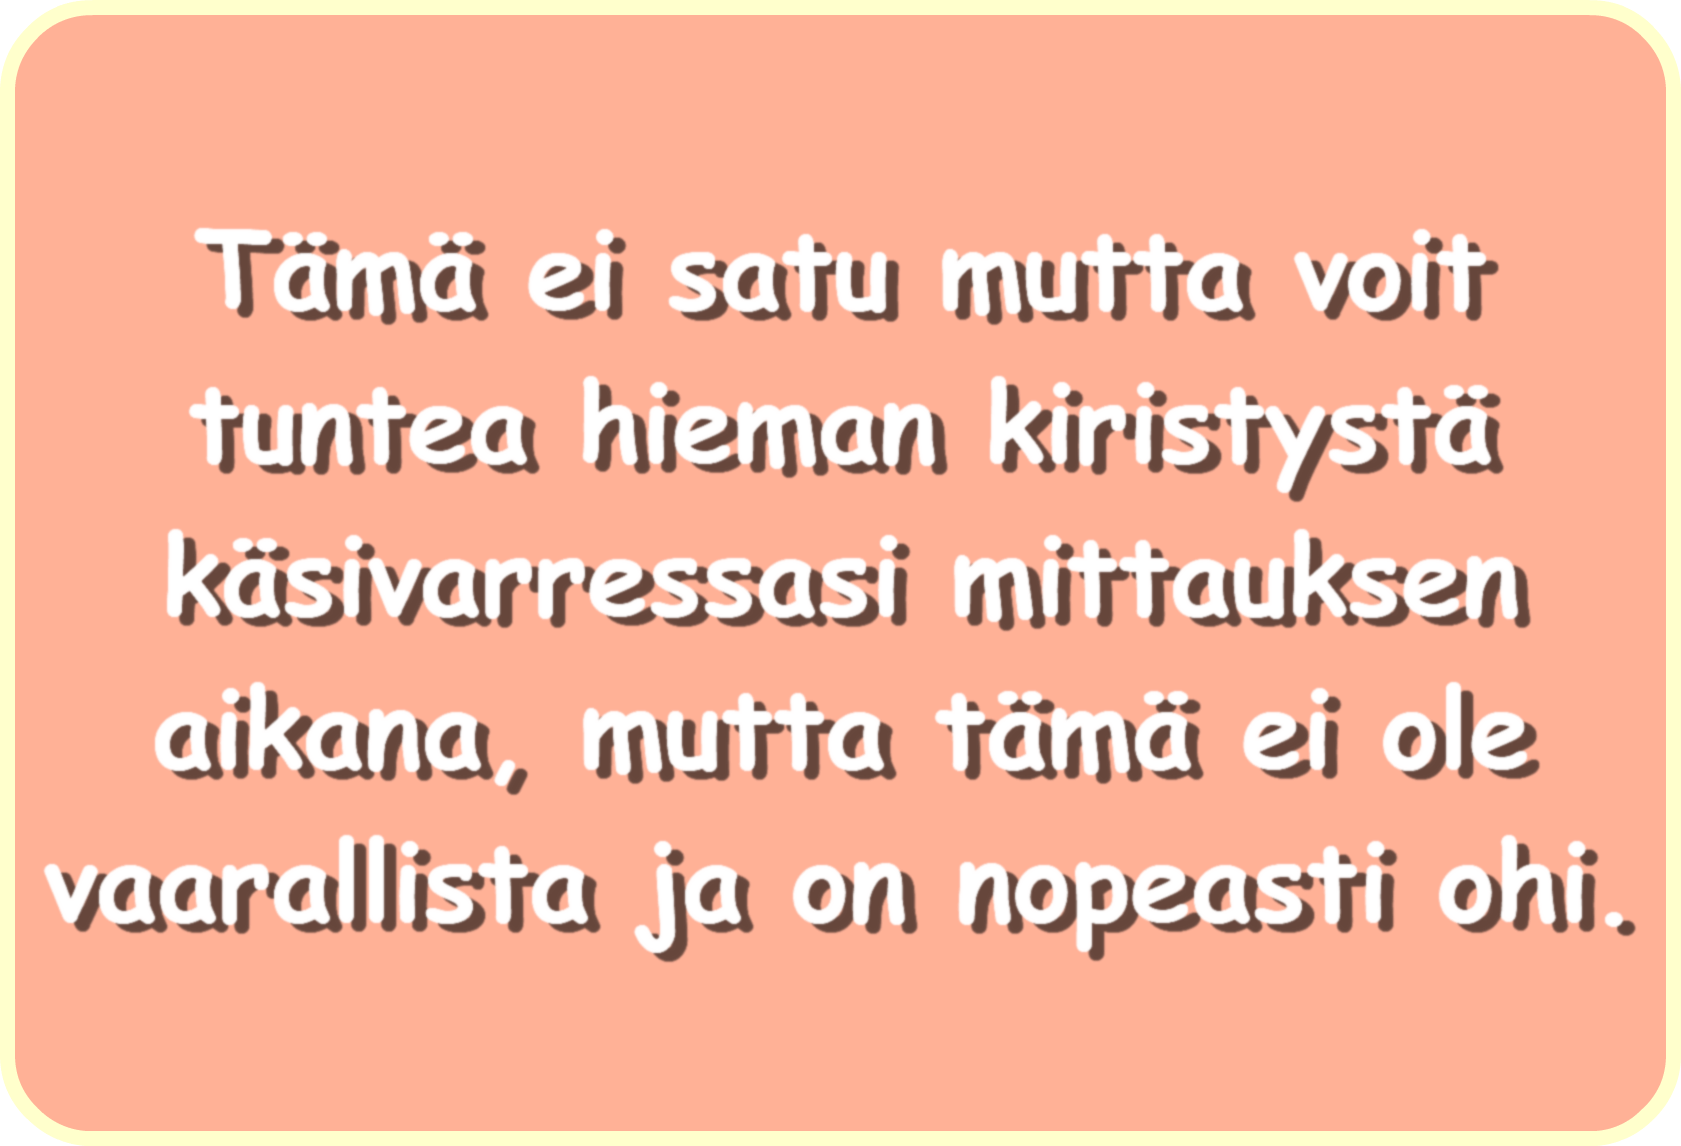 Tämä ei satu mutta voit
tuntea hieman kiristystä
käsivarressasi mittauksen
aikana, mutta tämä ei ole
vaarallista ja on nopeasti ohi.